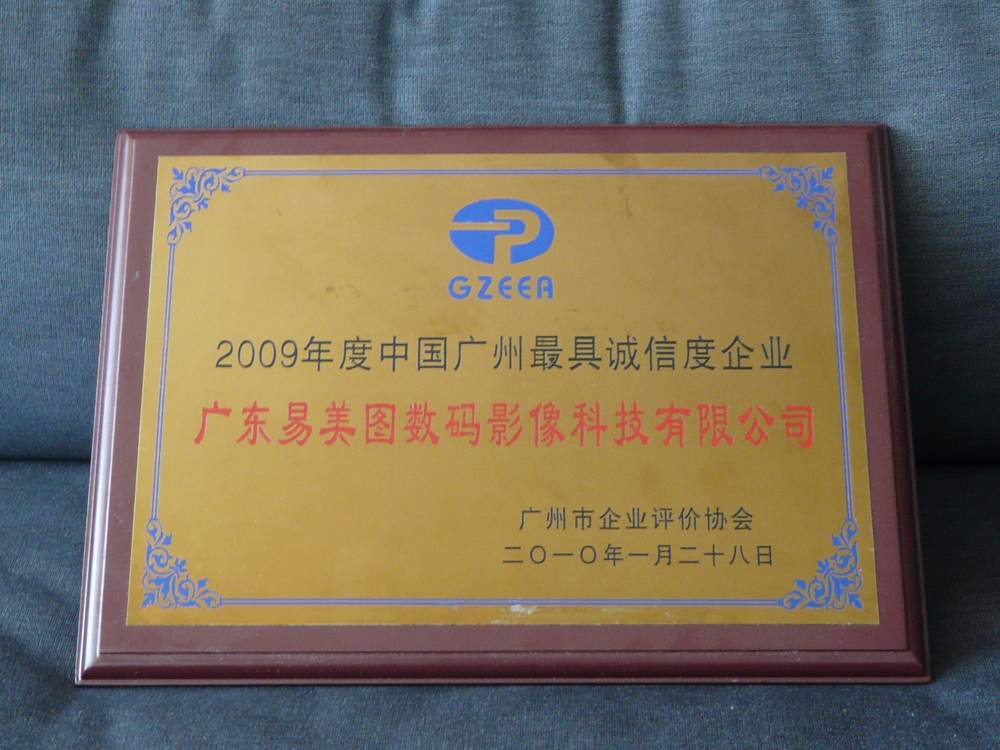 GZEEA
2009年度中国广州最具诚信度企业
广东易美图数码影像科技有限公司
广州市企业评价协会
二〇一〇年一月二十八日